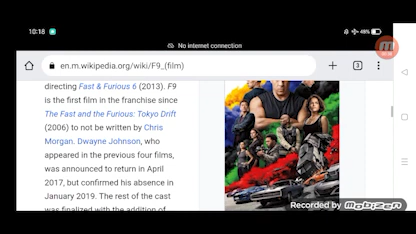 10:18
48%
No internet connection
en.m.wikipedia.org/wiki/F9_(film)
3
directing Fast & Furious 6 (2013). F9
is the first film in the franchise since
The Fast and the Furious: Tokyo Drift
(2006) to not be written by Chris
Morgan. Dwayne Johnson, who
appeared in the previous four films,
was announced to return in April
2017, but confirmed his absence in
January 2019. The rest of the cast
was finalized with the addition of
Recorded by mobizen